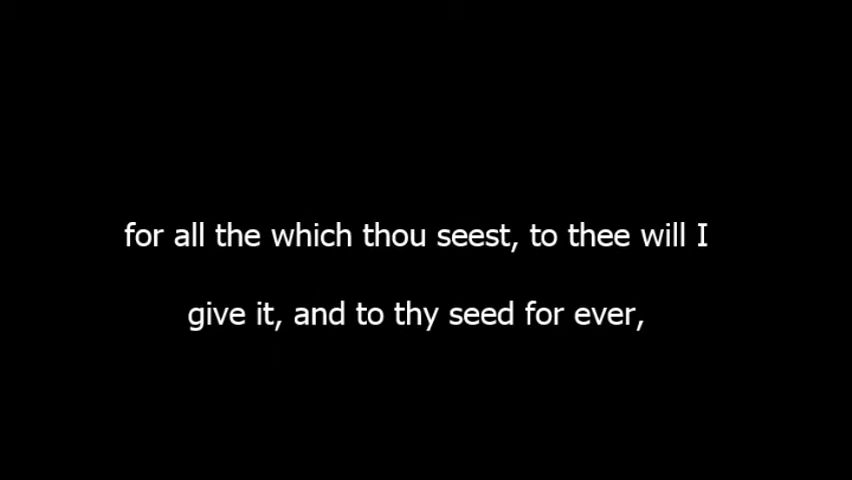 for all the which thou seest, to thee will I
give it, and to thy seed for ever,